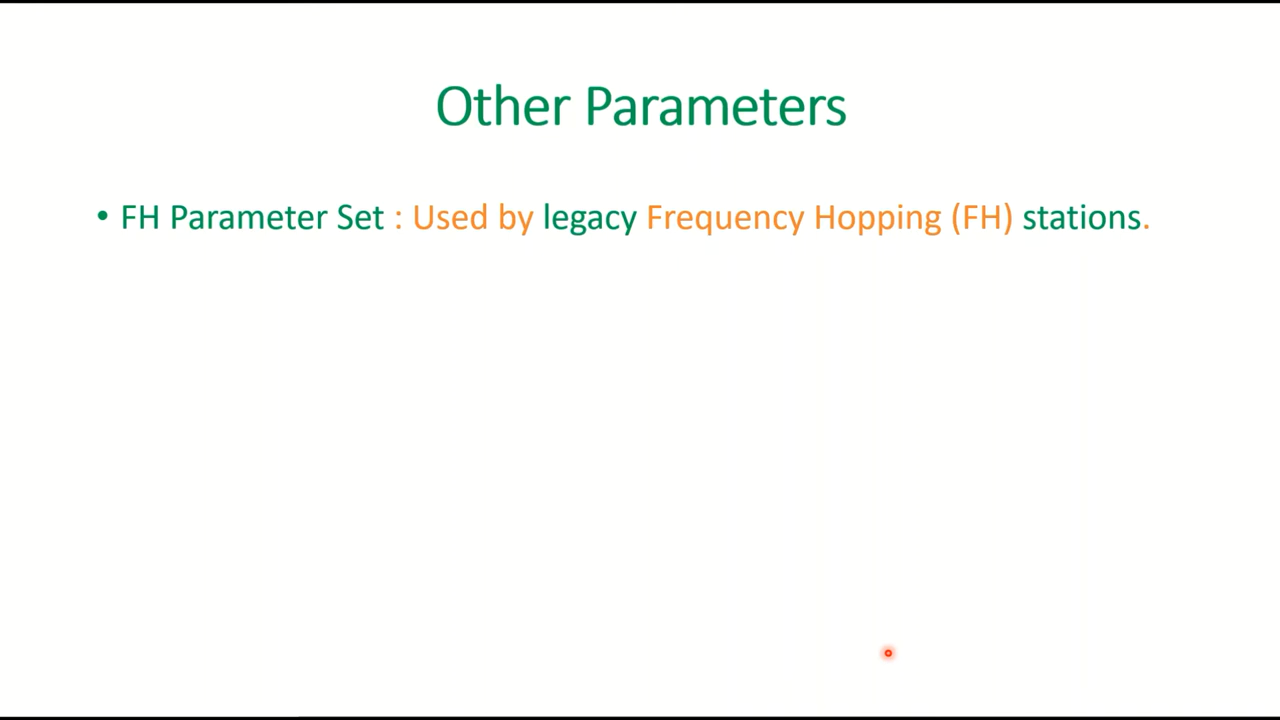 Other Parameters
• FH Parameter Set : Used by legacy Frequency Hopping (FH) stations.